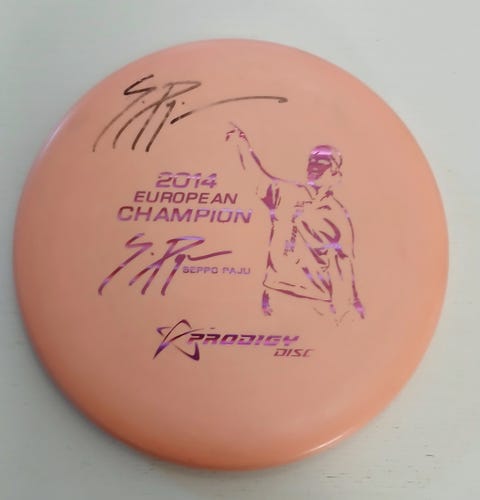 2014
EUROPEAN
CHAMPION
SEPPO PAJU
PRODIGY
DISC